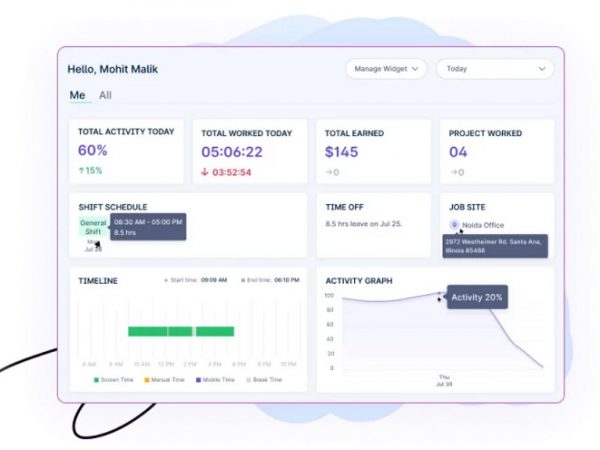 Hello, Mohit Malik
Manage Widget
Today
Me
All
TOTAL ACTIVITY TODAY
60%
↑15%
TOTAL WORKED TODAY
05:06:22
↓ 03:52:54
TOTAL EARNED
$145
→0
PROJECT WORKED
04
→0
SHIFT SCHEDULE
General
Shift
Jul
08:30 AM - 05:00 PM
8.5 hrs
TIME OFF
8.5 hrs leave on Jul 25.
JOB SITE
Noida Office
2972 Westheimer Rd. Santa Ana,
Illinois 85486
TIMELINE
Start time: 09:09 AM
End time: 06:10 PM
6 AM 8 AM 10 AM 12 PM 2 PM 4 PM 6 PM 8 PM 10 PM
Screen Time
Manual Time
Mobile Time
Break Time
ACTIVITY GRAPH
100
80
60
40
20
0
Activity 20%
Thu
Jul 30